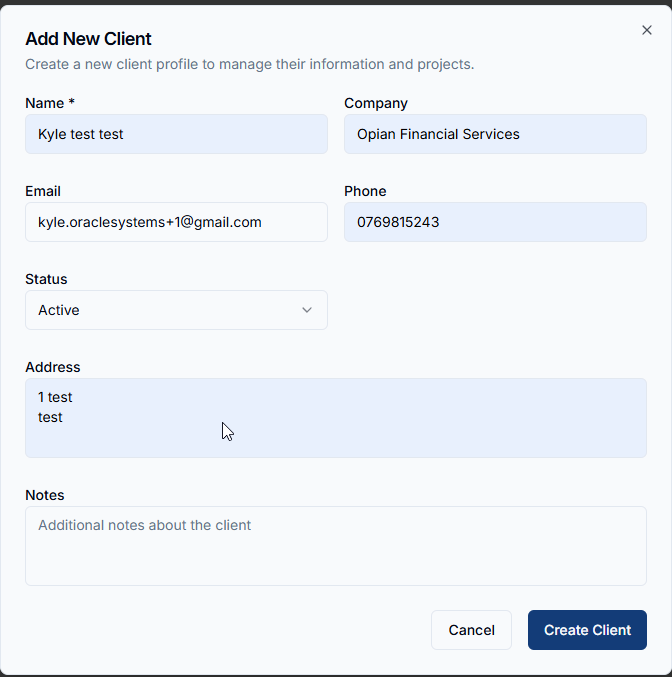 Add New Client
Create a new client profile to manage their information and projects.
Name *
Company
Kyle test test
Opian Financial Services
Email
Phone
kyle.oraclesystems+1@gmail.com
0769815243
Status
Active
Address
1 test
test
Notes
Additional notes about the client
Cancel
Create Client